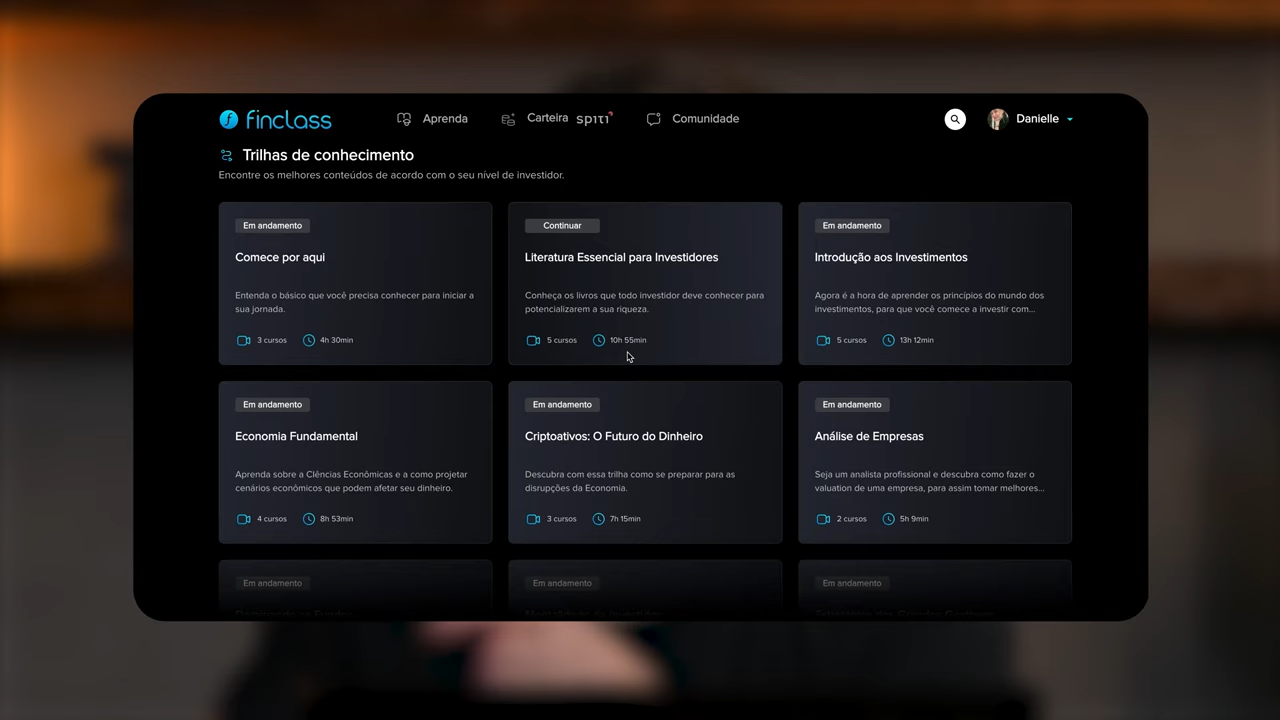 finclass
Aprenda
Carteira spiti
Comunidade
Danielle
Trilhas de conhecimento
Encontre os melhores conteúdos de acordo com o seu nível de investidor.
Em andamento
Comece por aqui
Entenda o básico que você precisa conhecer para iniciar a
sua jornada.
3 cursos
4h 30min
Continuar
Literatura Essencial para Investidores
Conheça os livros que todo investidor deve conhecer para
potencializarem a sua riqueza.
5 cursos
10h 55min
Em andamento
Introdução aos Investimentos
Agora é a hora de aprender os princípios do mundo dos
investimentos, para que você comece a investir com...
5 cursos
13h 12min
Em andamento
Economia Fundamental
Aprenda sobre a CIências Econômicas e a como projetar
cenários econômicos que podem afetar seu dinheiro.
4 cursos
8h 53min
Em andamento
Criptoativos: O Futuro do Dinheiro
Descubra com essa trilha como se preparar para as
disrupções da Economia.
3 cursos
7h 15min
Em andamento
Análise de Empresas
Seja um analista profissional e descubra como fazer o
valuation de uma empresa, para assim tomar melhores...
2 cursos
5h 9min
Em andamento
Em andamento
Em andamento